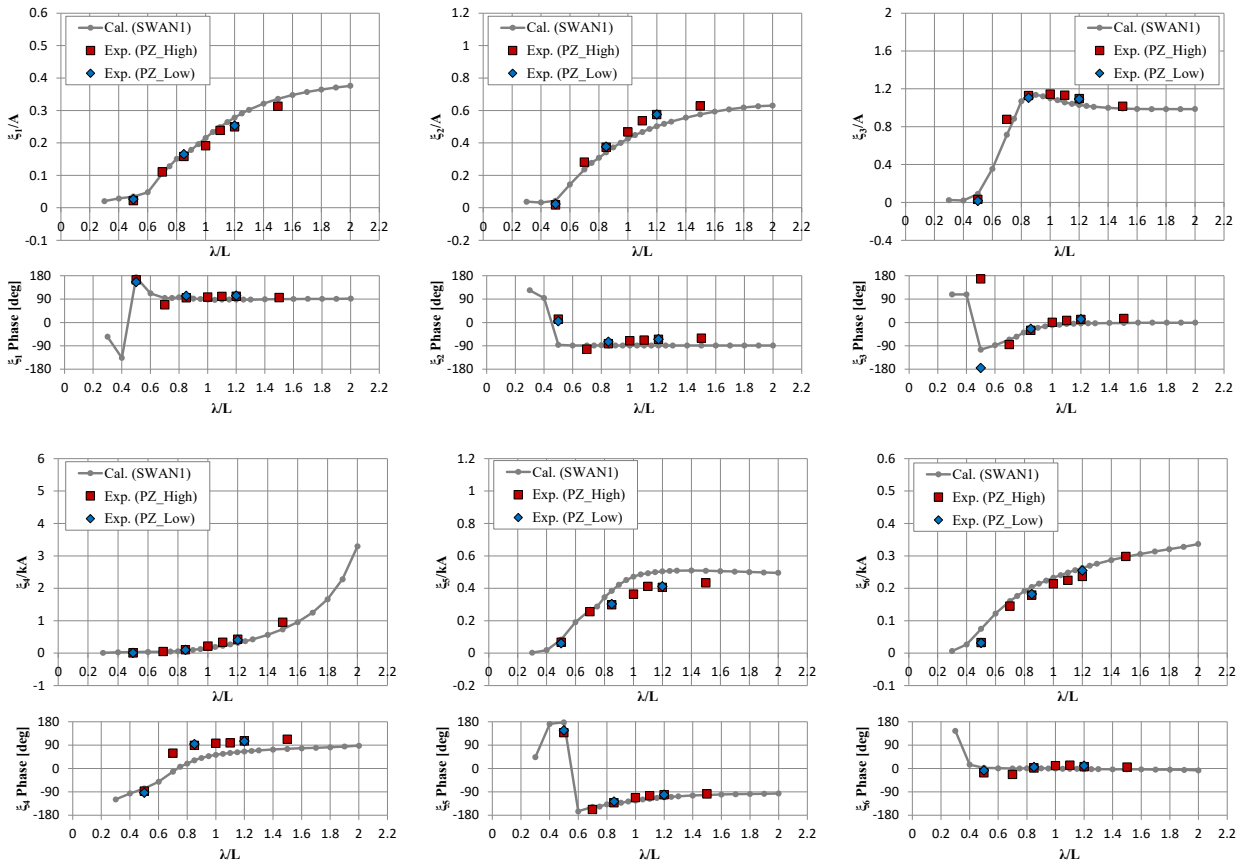 0.6
0.5
0.4
0.3
0.2
0.1
0
-0.1
ξ1/A
Cal. (SWAN1)
Exp. (PZ_High)
Exp. (PZ_Low)
0 0.2 0.4 0.6 0.8 1 1.2 1.4 1.6 1.8 2 2.2
λ/L
1.2
1
0.8
0.6
0.4
0.2
0
-0.2
ξ2/A
Cal. (SWAN1)
Exp. (PZ_High)
Exp. (PZ_Low)
0 0.2 0.4 0.6 0.8 1 1.2 1.4 1.6 1.8 2 2.2
λ/L
2
1.6
1.2
0.8
0.4
0
-0.4
ξ3/A
Cal. (SWAN1)
Exp. (PZ_High)
Exp. (PZ_Low)
0 0.2 0.4 0.6 0.8 1 1.2 1.4 1.6 1.8 2 2.2
λ/L
180
90
0
-90
-180
ξ1 Phase [deg]
0 0.2 0.4 0.6 0.8 1 1.2 1.4 1.6 1.8 2 2.2
λ/L
180
90
0
-90
-180
ξ2 Phase [deg]
0 0.2 0.4 0.6 0.8 1 1.2 1.4 1.6 1.8 2 2.2
λ/L
180
90
0
-90
-180
ξ3 Phase [deg]
0 0.2 0.4 0.6 0.8 1 1.2 1.4 1.6 1.8 2 2.2
λ/L
6
5
4
3
2
1
0
-1
ξ4/kA
Cal. (SWAN1)
Exp. (PZ_High)
Exp. (PZ_Low)
0 0.2 0.4 0.6 0.8 1 1.2 1.4 1.6 1.8 2 2.2
λ/L
1.2
1
0.8
0.6
0.4
0.2
0
-0.2
ξ5/kA
Cal. (SWAN1)
Exp. (PZ_High)
Exp. (PZ_Low)
0 0.2 0.4 0.6 0.8 1 1.2 1.4 1.6 1.8 2 2.2
λ/L
0.6
0.5
0.4
0.3
0.2
0.1
0
-0.1
ξ6/kA
Cal. (SWAN1)
Exp. (PZ_High)
Exp. (PZ_Low)
0 0.2 0.4 0.6 0.8 1 1.2 1.4 1.6 1.8 2 2.2
λ/L
180
90
0
-90
-180
ξ4 Phase [deg]
0 0.2 0.4 0.6 0.8 1 1.2 1.4 1.6 1.8 2 2.2
λ/L
180
90
0
-90
-180
ξ5 Phase [deg]
0 0.2 0.4 0.6 0.8 1 1.2 1.4 1.6 1.8 2 2.2
λ/L
180
90
0
-90
-180
ξ6 Phase [deg]
0 0.2 0.4 0.6 0.8 1 1.2 1.4 1.6 1.8 2 2.2
λ/L